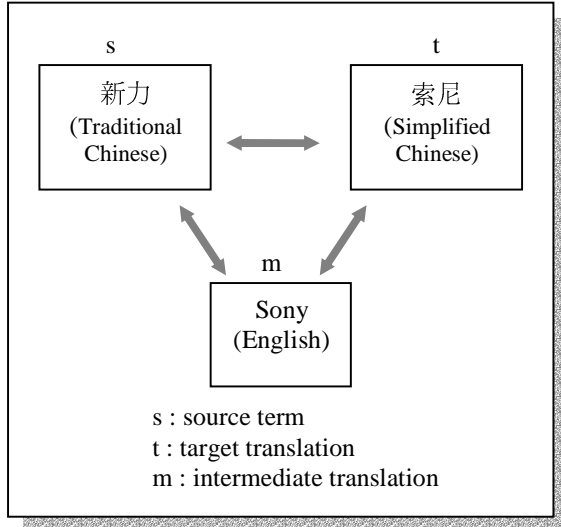 s
t
新力
(Traditional
Chinese)
索尼
(Simplified
Chinese)
m
Sony
(English)
s : source term
t : target translation
m : intermediate translation